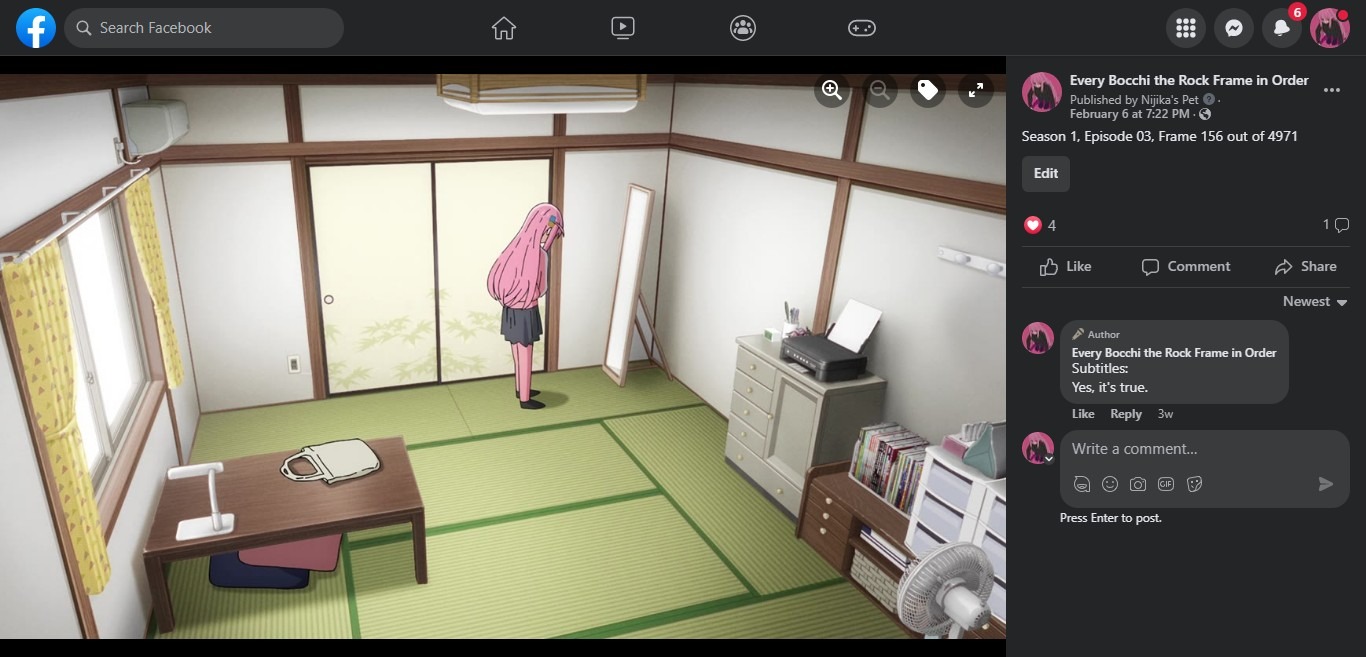 Search Facebook
6
Every Bocchi the Rock Frame in Order
Published by Nijika's Pet ·
February 6 at 7:22 PM ·
Season 1, Episode 03, Frame 156 out of 4971
Edit
4
1
Like
Comment
Share
Newest
Author
Every Bocchi the Rock Frame in Order
Subtitles:
Yes, it's true.
Like Reply 3w
Write a comment...
GIF
Press Enter to post.